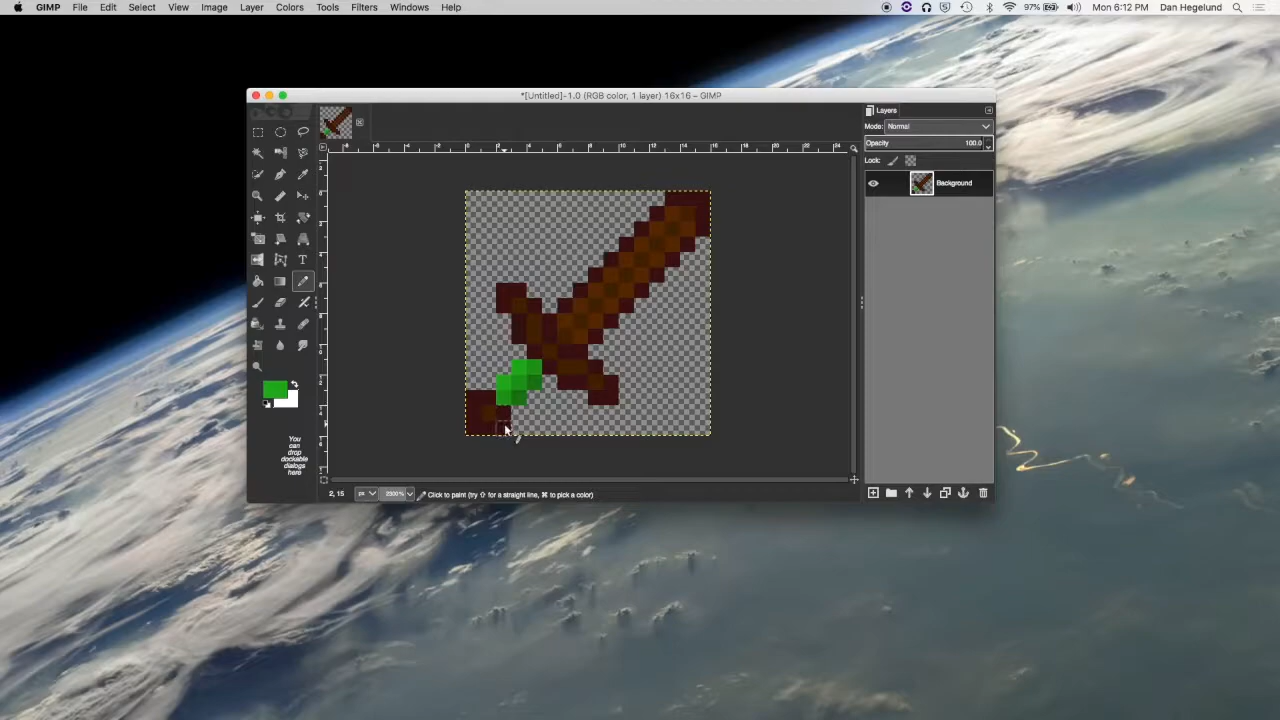 GIMP File Edit Select View Image Layer Colors Tools Filters Windows Help
97% Mon 6:12 PM Dan Hegelund
*[Untitled]-1.0 (RGB color, 1 layer) 16x16 – GIMP
Layers
Mode: Normal
Opacity 100.0
Lock:
Background
You
can
drop
dockable
dialogs
here
2, 15 px 2300% Click to paint (try ⇧ for a straight line, ⌘ to pick a color)